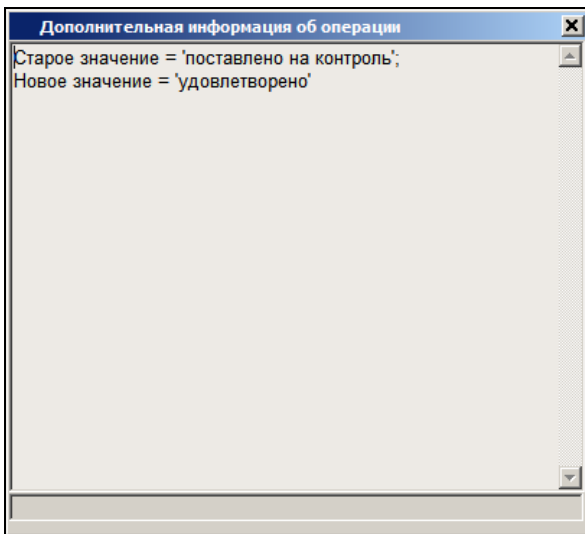 Дополнительная информация об операции
Старое значение = 'поставлено на контроль';
Новое значение = 'удовлетворено'